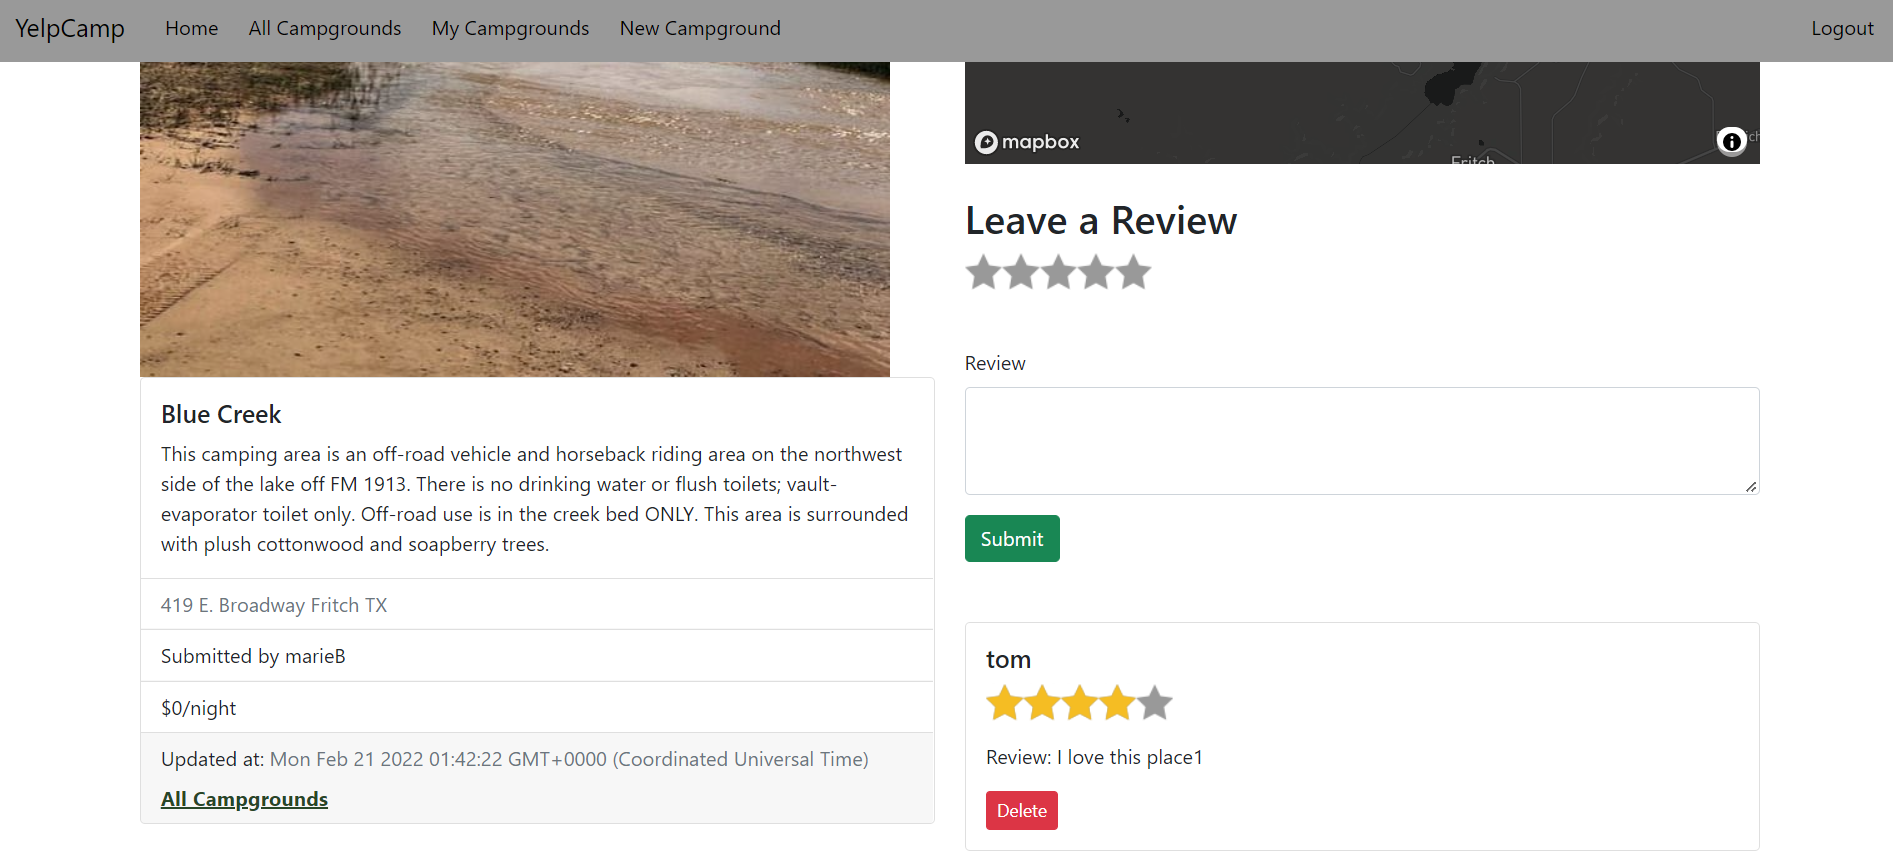 YelpCamp Home All Campgrounds My Campgrounds New Campground Logout
mapbox
Fritch
Leave a Review
Review
Submit
Blue Creek
This camping area is an off-road vehicle and horseback riding area on the northwest
side of the lake off FM 1913. There is no drinking water or flush toilets; vault-
evaporator toilet only. Off-road use is in the creek bed ONLY. This area is surrounded
with plush cottonwood and soapberry trees.
419 E. Broadway Fritch TX
Submitted by marieB
$0/night
Updated at: Mon Feb 21 2022 01:42:22 GMT+0000 (Coordinated Universal Time)
All Campgrounds
tom
Review: I love this place1
Delete